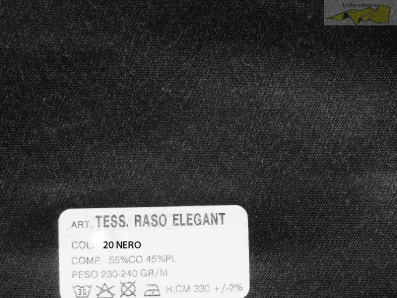 ART. TESS. RASO ELEGANT
COL. 20 NERO
COMP. 55%CO 45%PL
PESO 230-240 GR/M
H.CM 330 +/-2%